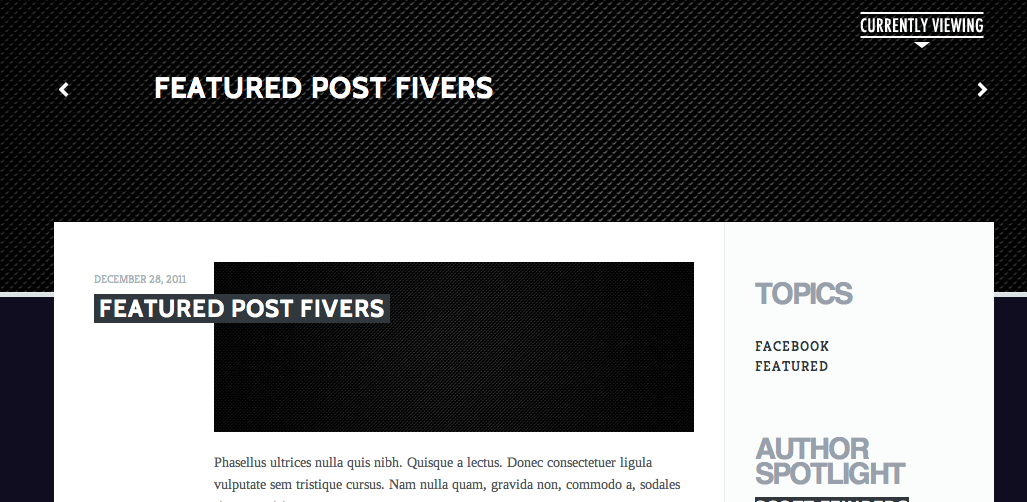 CURRENTLY VIEWING
FEATURED POST FIVERS
DECEMBER 28, 2011
FEATURED POST FIVERS
Phasellus ultrices nulla quis nibh. Quisque a lectus. Donec consectetuer ligula
vulputate sem tristique cursus. Nam nulla quam, gravida non, commodo a, sodales
TOPICS
FACEBOOK
FEATURED
AUTHOR
SPOTLIGHT